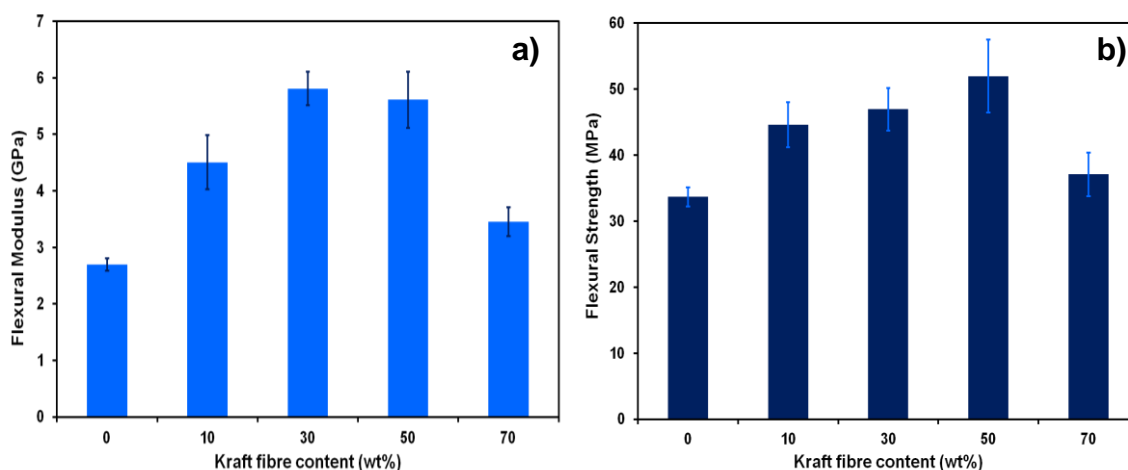 a)
Flexural Modulus (GPa)
7
6
5
4
3
2
1
0
0 10 30 50 70
Kraft fibre content (wt%)
b)
Flexural Strength (MPa)
60
50
40
30
20
10
0
0 10 30 50 70
Kraft fibre content (wt%)